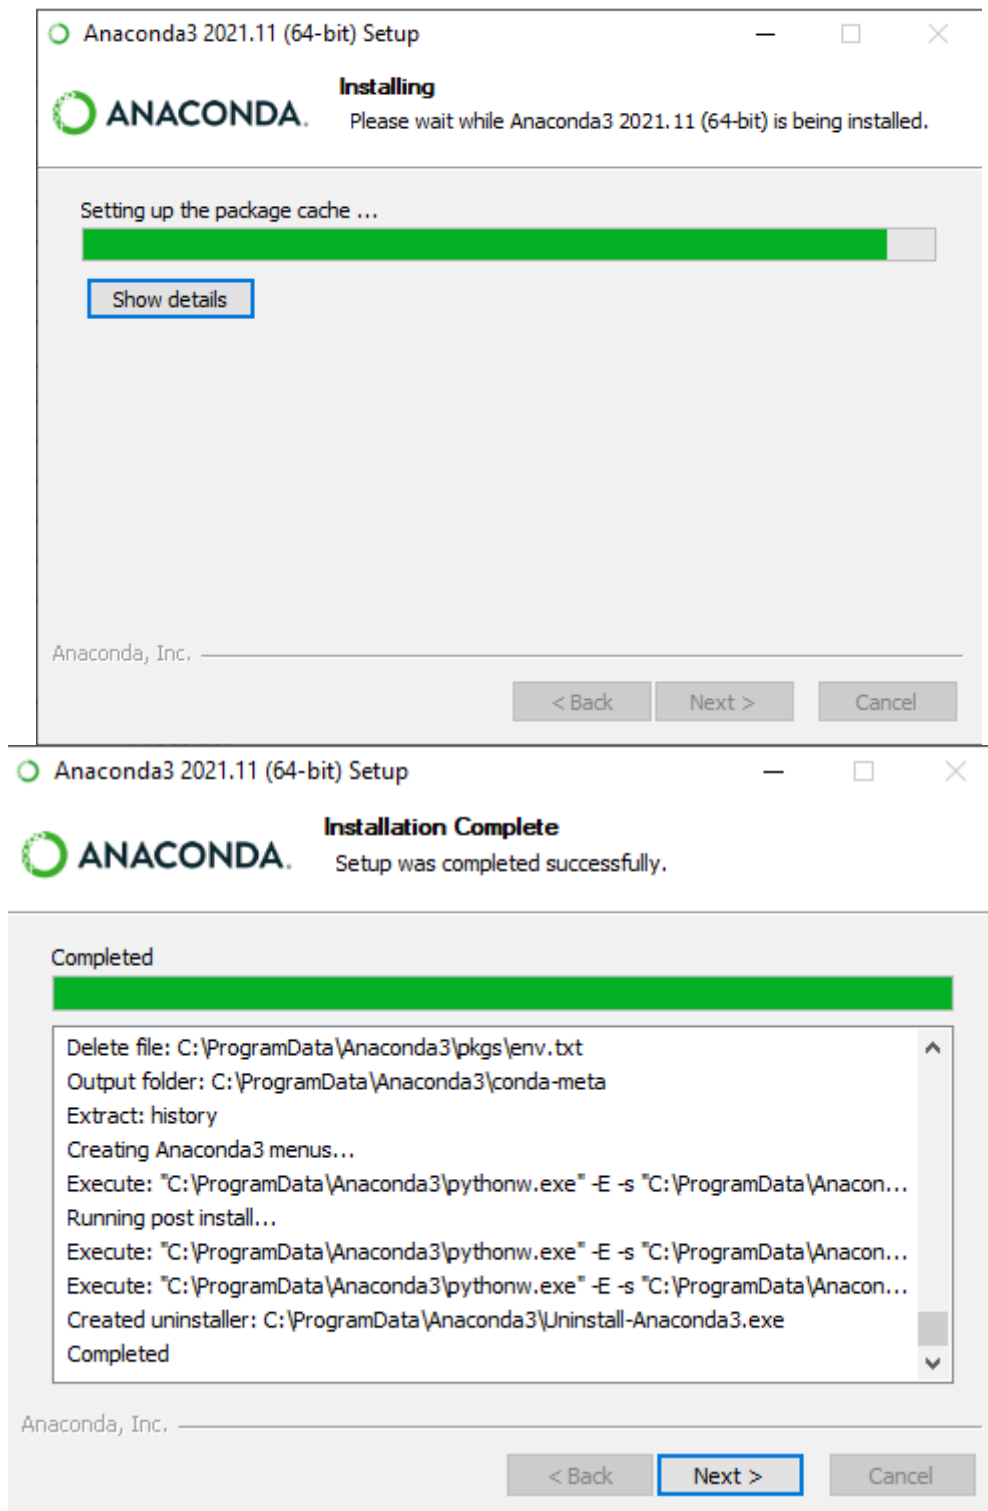 Anaconda3 2021.11 (64-bit) Setup
ANACONDA.
Installing
Please wait while Anaconda3 2021.11 (64-bit) is being installed.
Setting up the package cache ...
Show details
Anaconda, Inc.
< Back Next > Cancel
Anaconda3 2021.11 (64-bit) Setup
ANACONDA.
Installation Complete
Setup was completed successfully.
Completed
Delete file: C:\ProgramData\Anaconda3\pkgs\env.txt
Output folder: C:\ProgramData\Anaconda3\conda-meta
Extract: history
Creating Anaconda3 menus...
Execute: "C:\ProgramData\Anaconda3\pythonw.exe" -E -s "C:\ProgramData\Anacon...
Running post install...
Execute: "C:\ProgramData\Anaconda3\pythonw.exe" -E -s "C:\ProgramData\Anacon...
Execute: "C:\ProgramData\Anaconda3\pythonw.exe" -E -s "C:\ProgramData\Anacon...
Created uninstaller: C:\ProgramData\Anaconda3\Uninstall-Anaconda3.exe
Completed
Anaconda, Inc.
< Back Next > Cancel